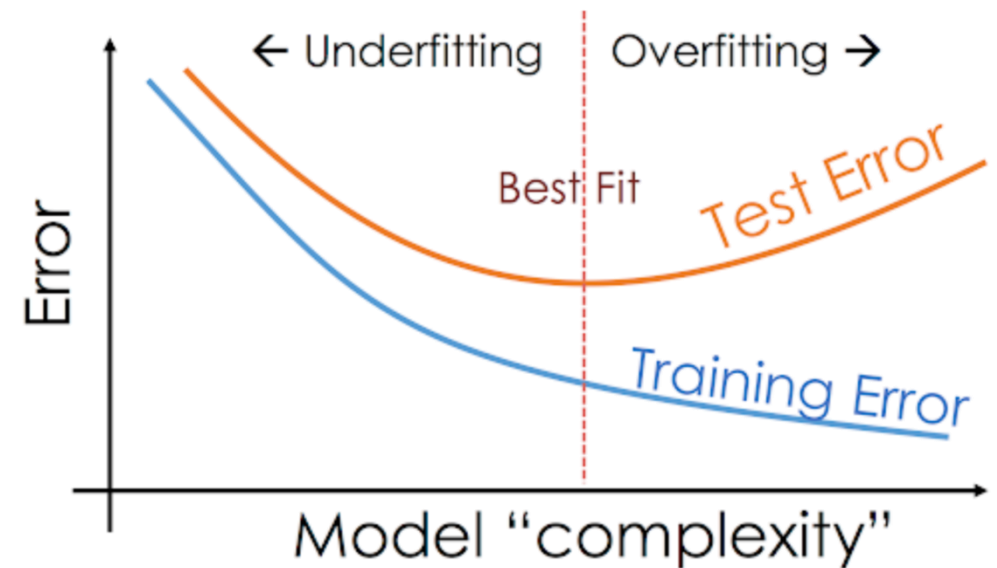 ← Underfitting Overfitting →
Best Fit
Test Error
Error
Training Error
Model “complexity”